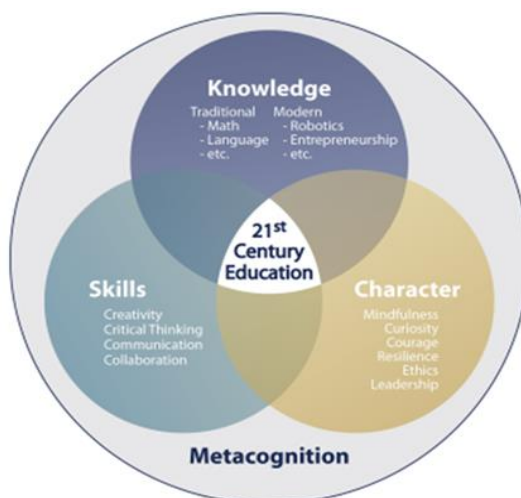 Knowledge
Traditional Modern
- Math - Robotics
- Language - Entrepreneurship
- etc. - etc.
21st
Century
Education
Skills
Creativity
Critical Thinking
Communication
Collaboration
Character
Mindfulness
Curiosity
Courage
Resilience
Ethics
Leadership
Metacognition